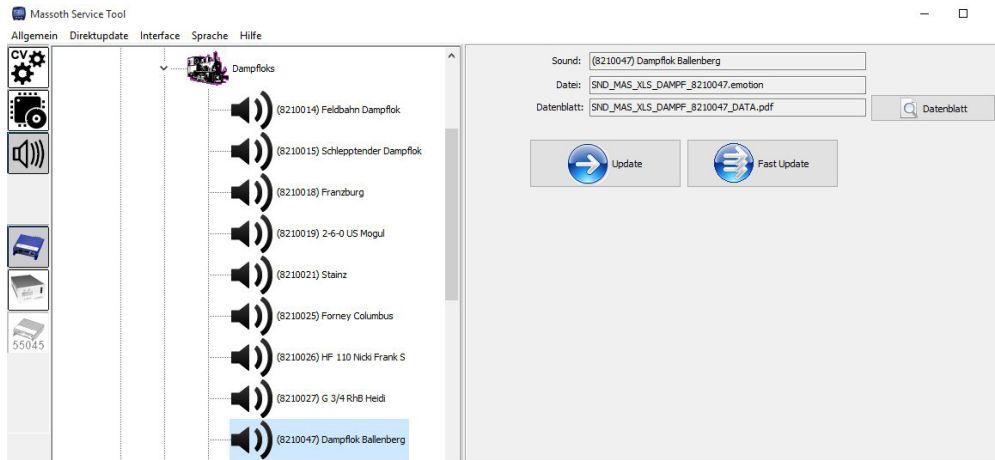 Massoth Service Tool
Allgemein Direktupdate Interface Sprache Hilfe
CV
Dampfloks
(8210014) Feldbahn Dampflok
(8210015) Schlepptender Dampflok
(8210018) Franzburg
(8210019) 2-6-0 US Mogul
(8210021) Stainz
(8210025) Forney Columbus
(8210026) HF 110 Nicki Frank S
(8210027) G 3/4 RhB Heidi
(8210047) Dampflok Ballenberg
55045
Sound: (8210047) Dampflok Ballenberg
Datei: SND_MAS_XLS_DAMPF_8210047.emotion
Datenblatt: SND_MAS_XLS_DAMPF_8210047_DATA.pdf Datenblatt
Update Fast Update